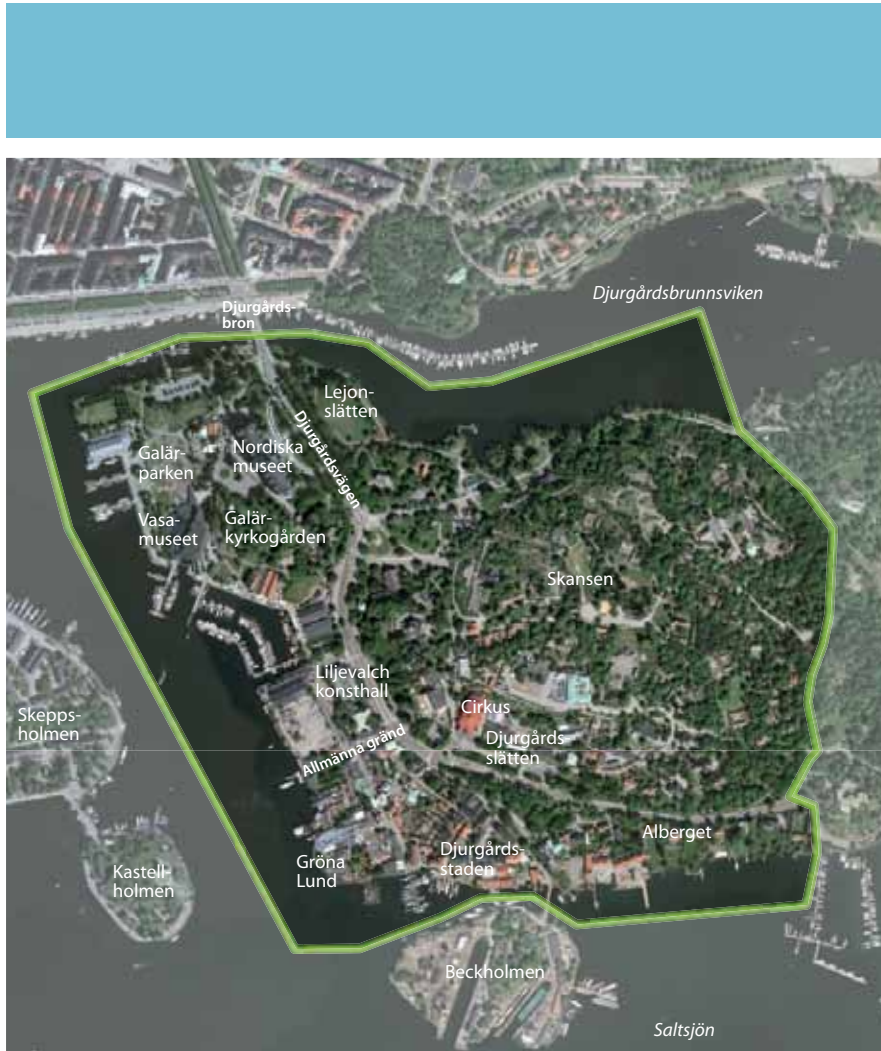 Djurgårdsbrunnsviken
Djurgårds-
bron
Lejon-
slätten
Djurgårdsvägen
Nordiska
museet
Galär-
parken
Vasa-
museet
Galär-
kyrkogården
Skansen
Liljevalch
konsthall
Skepps-
holmen
Cirkus
Djurgårds
slätten
Allmänna gränd
Alberget
Djurgårds-
staden
Gröna
Lund
Kastell-
holmen
Beckholmen
Saltsjön